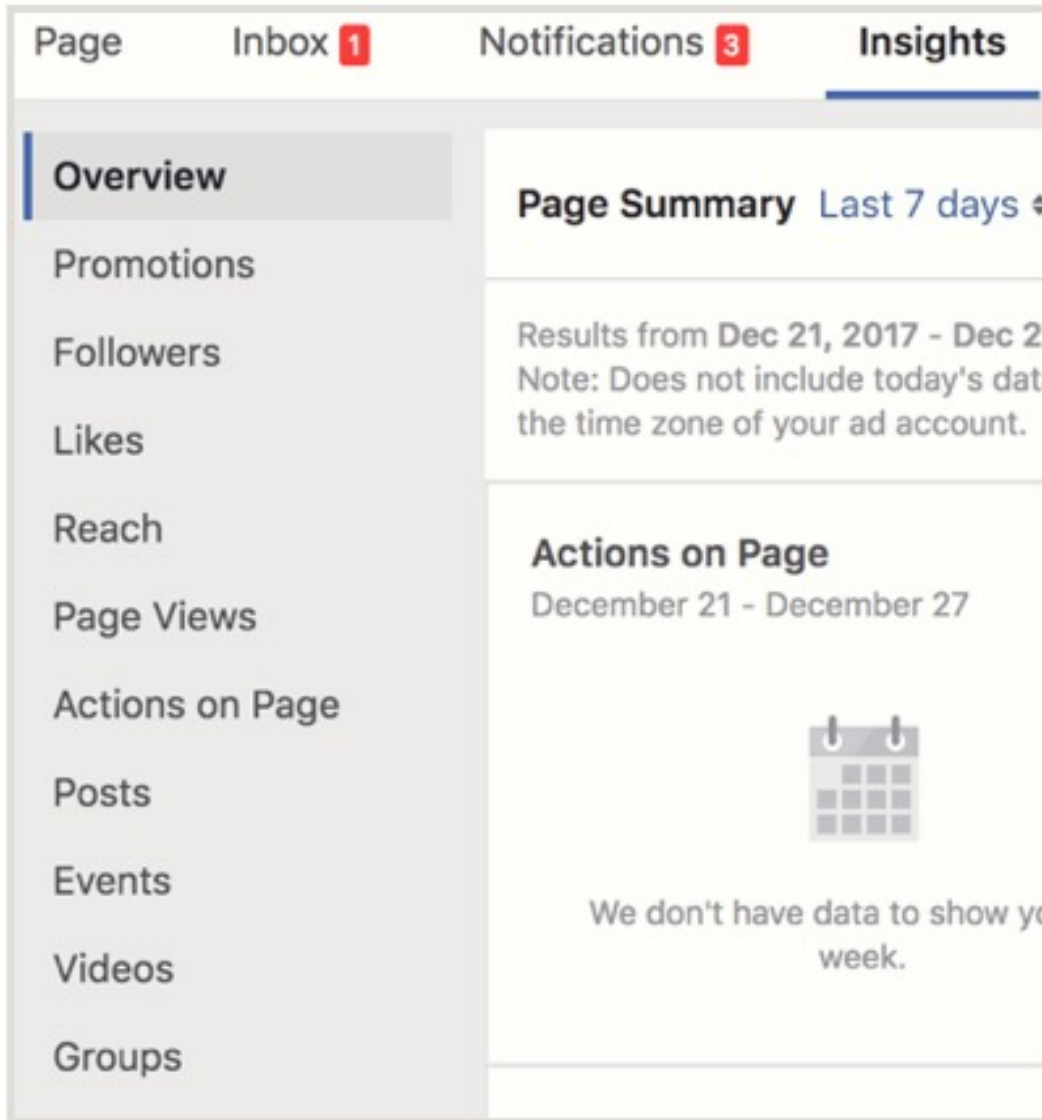 Page Inbox 1 Notifications 3 Insights
Overview
Promotions
Followers
Likes
Reach
Page Views
Actions on Page
Posts
Events
Videos
Groups
Page Summary Last 7 days
Results from Dec 21, 2017 - Dec 2
Note: Does not include today's dat
the time zone of your ad account.
Actions on Page
December 21 - December 27
We don't have data to show yo
week.